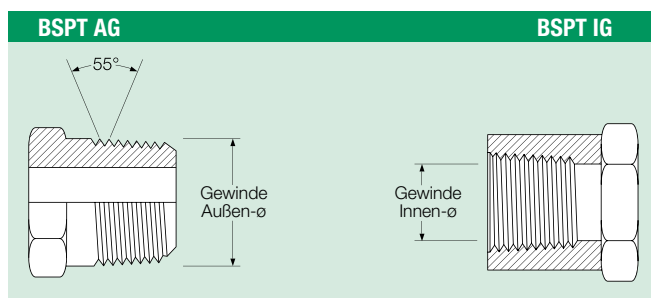 BSPT AG
BSPT IG
55°
Gewinde
Außen-ø
Gewinde
Innen-ø